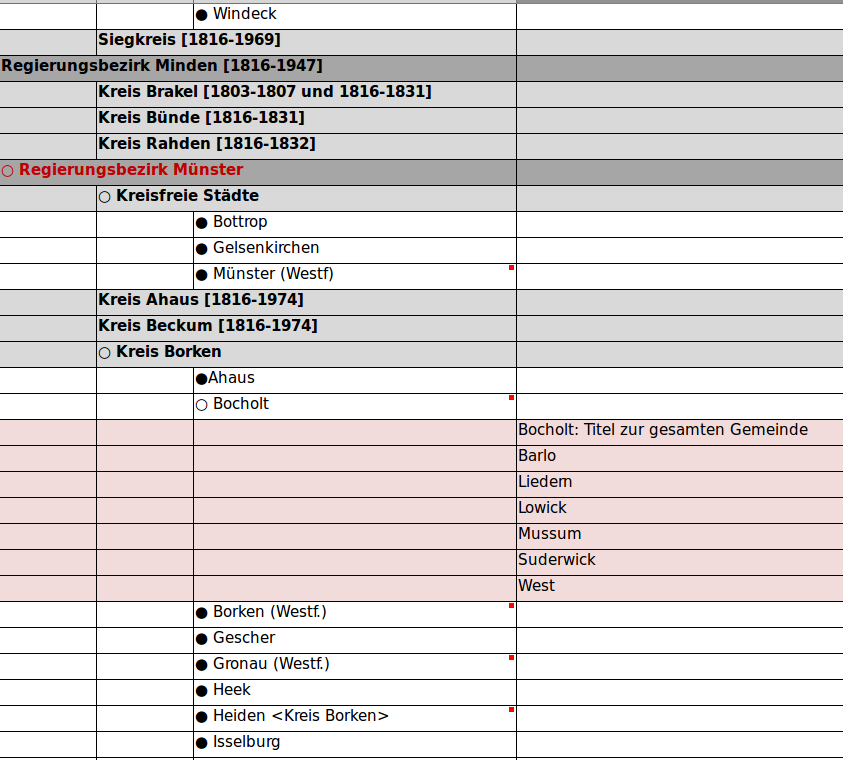 ● Windeck
Siegkreis [1816-1969]
Regierungsbezirk Minden [1816-1947]
Kreis Brakel [1803-1807 und 1816-1831]
Kreis Bünde [1816-1831]
Kreis Rahden [1816-1832]
○ Regierungsbezirk Münster
○ Kreisfreie Städte
● Bottrop
● Gelsenkirchen
● Münster (Westf)
Kreis Ahaus [1816-1974]
Kreis Beckum [1816-1974]
○ Kreis Borken
●Ahaus
○ Bocholt
Bocholt: Titel zur gesamten Gemeinde
Barlo
Liedern
Lowick
Mussum
Suderwick
West
● Borken (Westf.)
● Gescher
● Gronau (Westf.)
● Heek
● Heiden <Kreis Borken>
● Isselburg